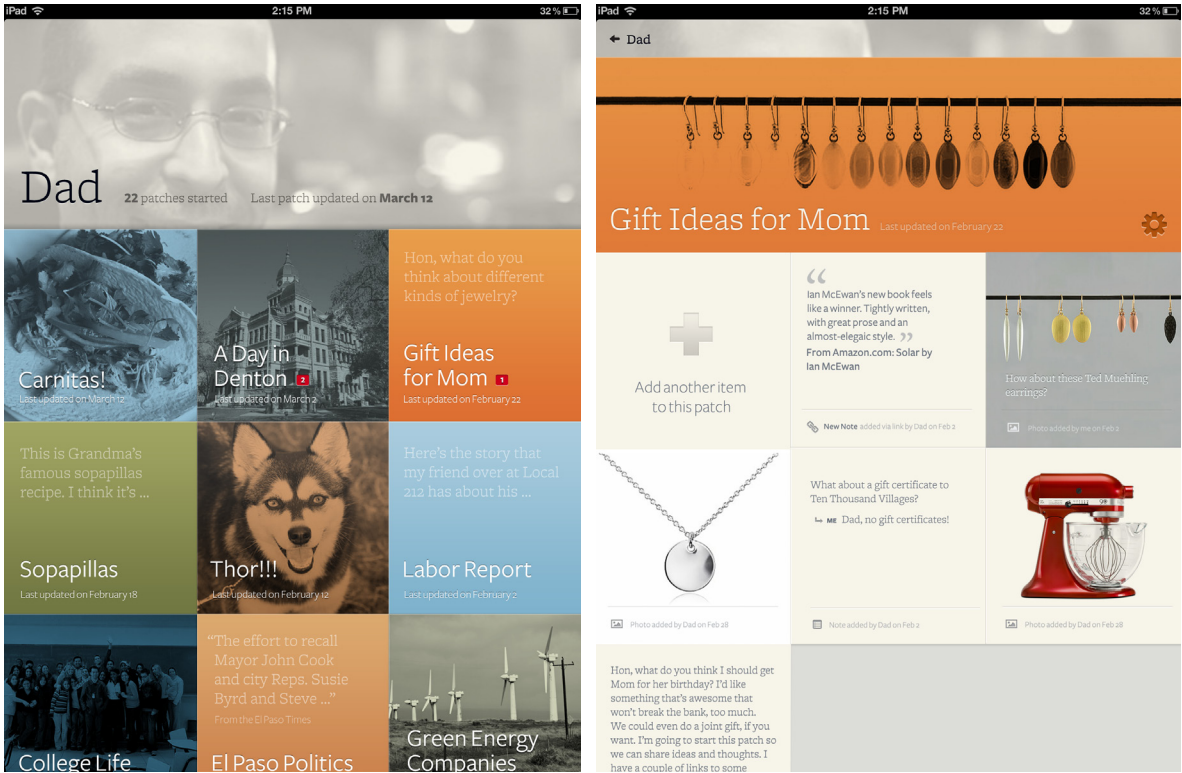 iPad 2:15 PM 32%
Dad 22 patches started Last patch updated on March 12
Carnitas!
Last updated on March 12
A Day in
Denton 2
Last updated on March 2
Hon, what do you
think about different
kinds of jewelry?
Gift Ideas
for Mom 1
Last updated on February 22
This is Grandma's
famous sopapillas
recipe. I think it's ...
Sopapillas
Last updated on February 18
Thor!!!
Last updated on February 12
Here's the story that
my friend over at Local
212 has about his ...
Labor Report
Last updated on February 2
College Life
“The effort to recall
Mayor John Cook
and city Reps. Susie
Byrd and Steve ...”
From the El Paso Times
El Paso Politics
Green Energy
Companies
iPad 2:15 PM 32%
Dad
Gift Ideas for Mom Last updated on February 22
Add another item
to this patch
“
Ian McEwan's new book feels
like a winner. Tightly written,
with great prose and an
almost-elegaic style. ”
From Amazon.com: Solar by
Ian McEwan
New Note added via link by Dad on Feb 2
How about these Ted Muehling
earrings?
Photo added by me on Feb 2
Photo added by Dad on Feb 28
What about a gift certificate to
Ten Thousand Villages?
ME Dad, no gift certificates!
Note added by Dad on Feb 2
Photo added by Dad on Feb 28
Hon, what do you think I should get
Mom for her birthday? I'd like
something that's awesome that
won't break the bank, too much.
We could even do a joint gift, if you
want. I'm going to start this patch so
we can share ideas and thoughts. I
have a couple of links to some